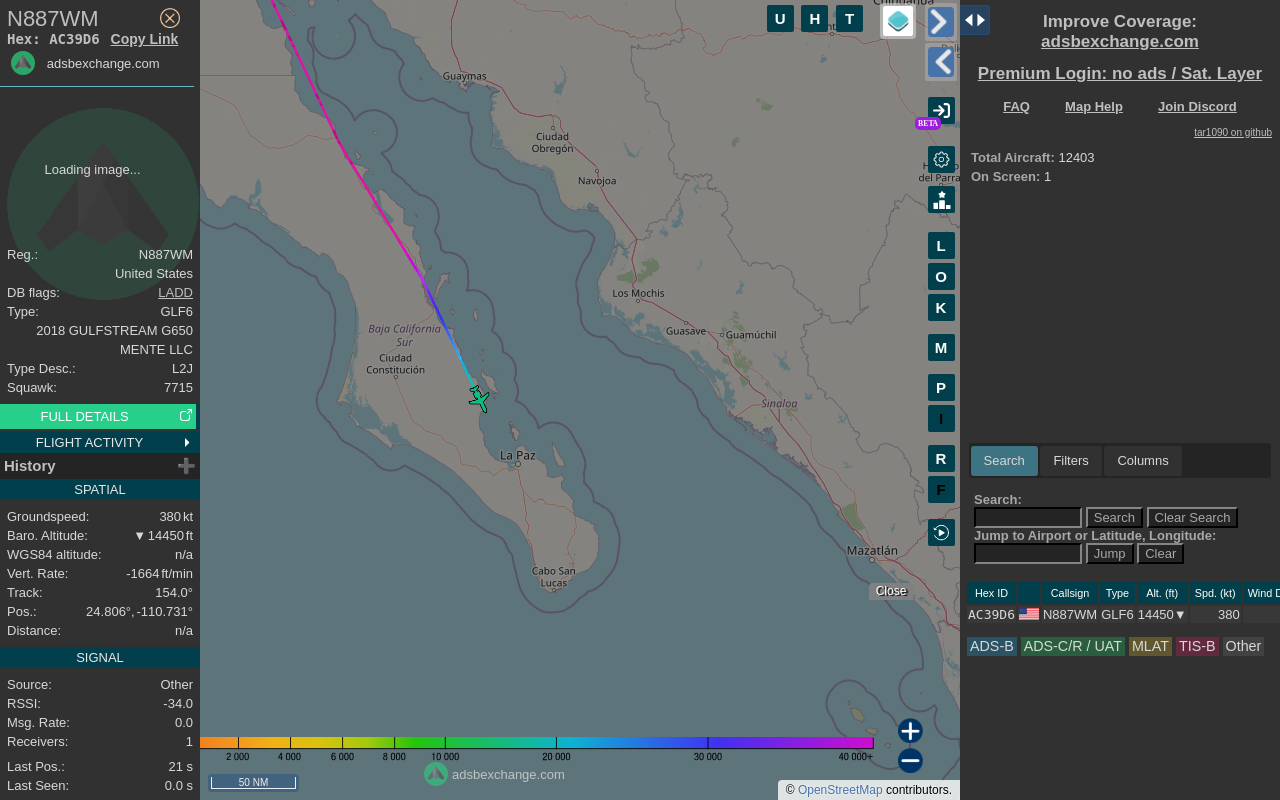 N887WM
Hex: AC39D6 Copy Link
adsbexchange.com
Loading image...
Reg.: N887WM
United States
DB flags: LADD
Type: GLF6
2018 GULFSTREAM G650
MENTE LLC
Type Desc.: L2J
Squawk: 7715
FULL DETAILS
FLIGHT ACTIVITY
History
SPATIAL
Groundspeed: 380 kt
Baro. Altitude: ▼ 14450 ft
WGS84 altitude: n/a
Vert. Rate: -1664 ft/min
Track: 154.0°
Pos.: 24.806°, -110.731°
Distance: n/a
SIGNAL
Source: Other
RSSI: -34.0
Msg. Rate: 0.0
Receivers: 1
Last Pos.: 21 s
Last Seen: 0.0 s
U H T
Guaymas
Ciudad
Obregón
Navojoa
del Parra
Los Mochis
Guasave
Guamúchil
Baja California
Sur
Ciudad
Constitución
Sinaloa
La Paz
Mazatlán
Cabo San
Lucas
Close
BETA
L
O
K
M
P
I
R
F
2 000 4 000 6 000 8 000 10 000 20 000 30 000 40 000+
50 NM
adsbexchange.com
© OpenStreetMap contributors.
Improve Coverage:
adsbexchange.com
Premium Login: no ads / Sat. Layer
FAQ Map Help Join Discord
tar1090 on github
Total Aircraft: 12403
On Screen: 1
Search Filters Columns
Search:
Search Clear Search
Jump to Airport or Latitude, Longitude:
Jump Clear
Hex ID Callsign Type Alt. (ft) Spd. (kt) Wind D
AC39D6 N887WM GLF6 14450▼ 380
ADS-B ADS-C/R / UAT MLAT TIS-B Other